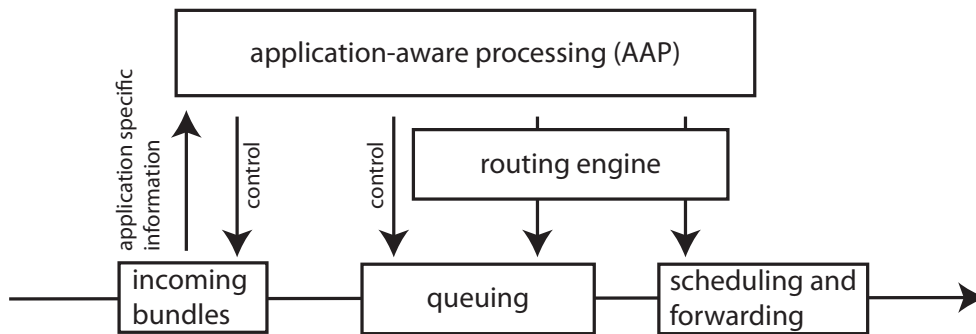 application-aware processing (AAP)
application specific
information
control
control
routing engine
incoming
bundles
queuing
scheduling and
forwarding